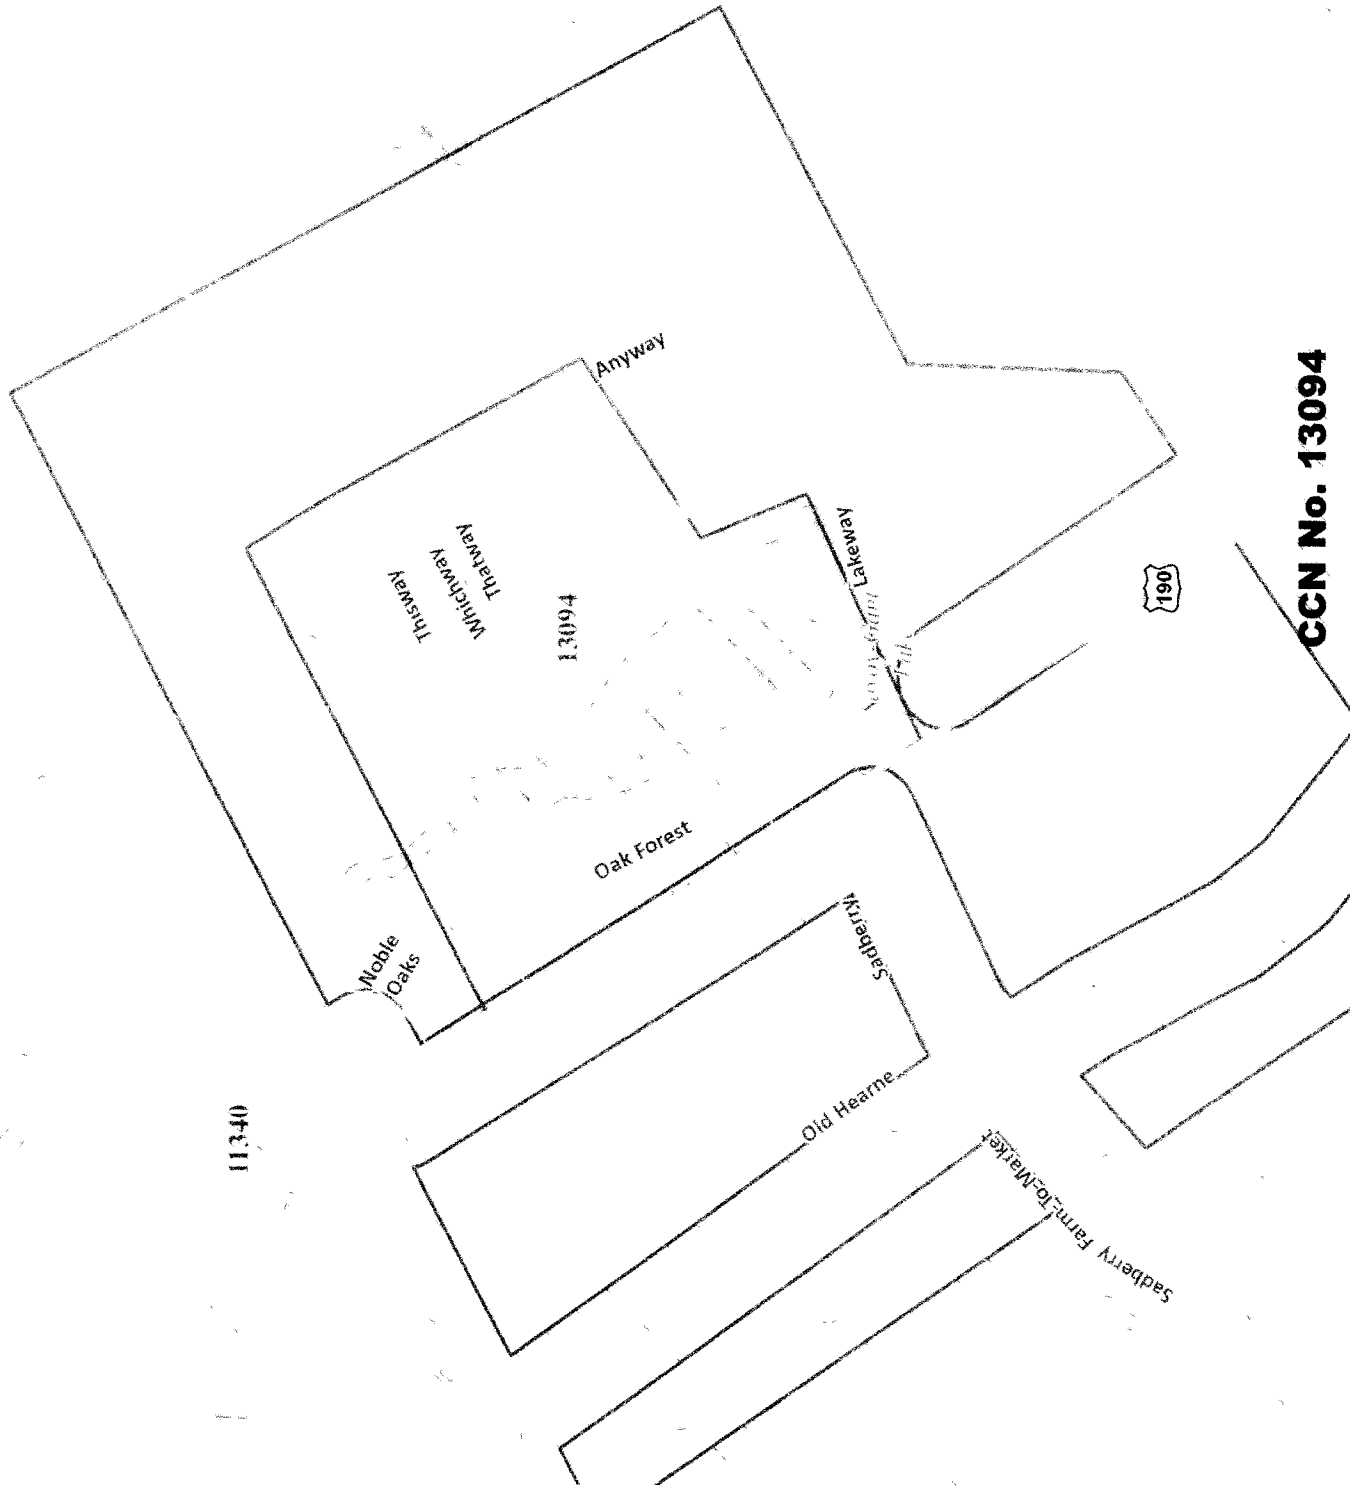 Anyway
Thisway
Whichway
Thatway
13094
Lakeway
190
CCN No. 13094
Oak Forest
Noble
Oaks
Sadberry
Old Hearne
11340
Sadberry Farm-To-Market